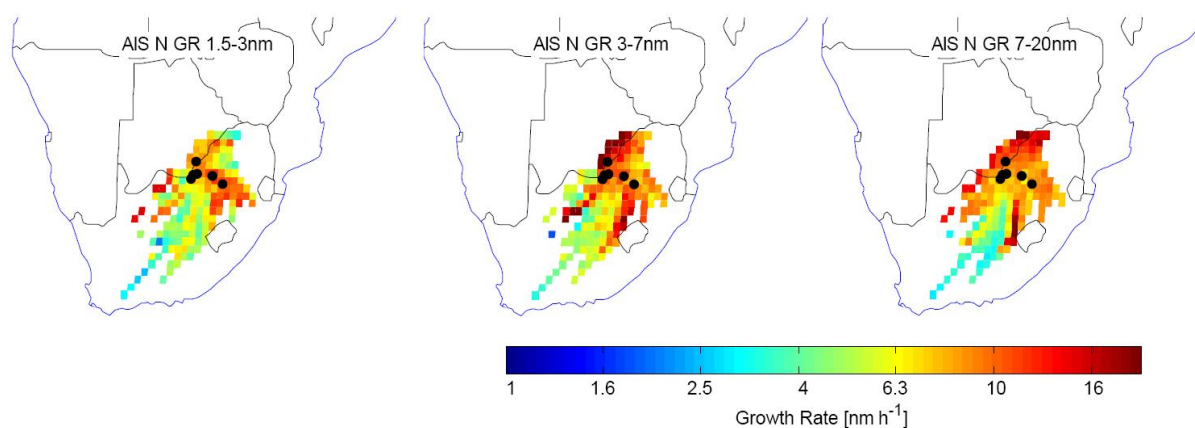 AIS N GR 1.5-3nm
AIS N GR 3-7nm
AIS N GR 7-20nm
1 1.6 2.5 4 6.3 10 16
Growth Rate [nm h⁻¹]